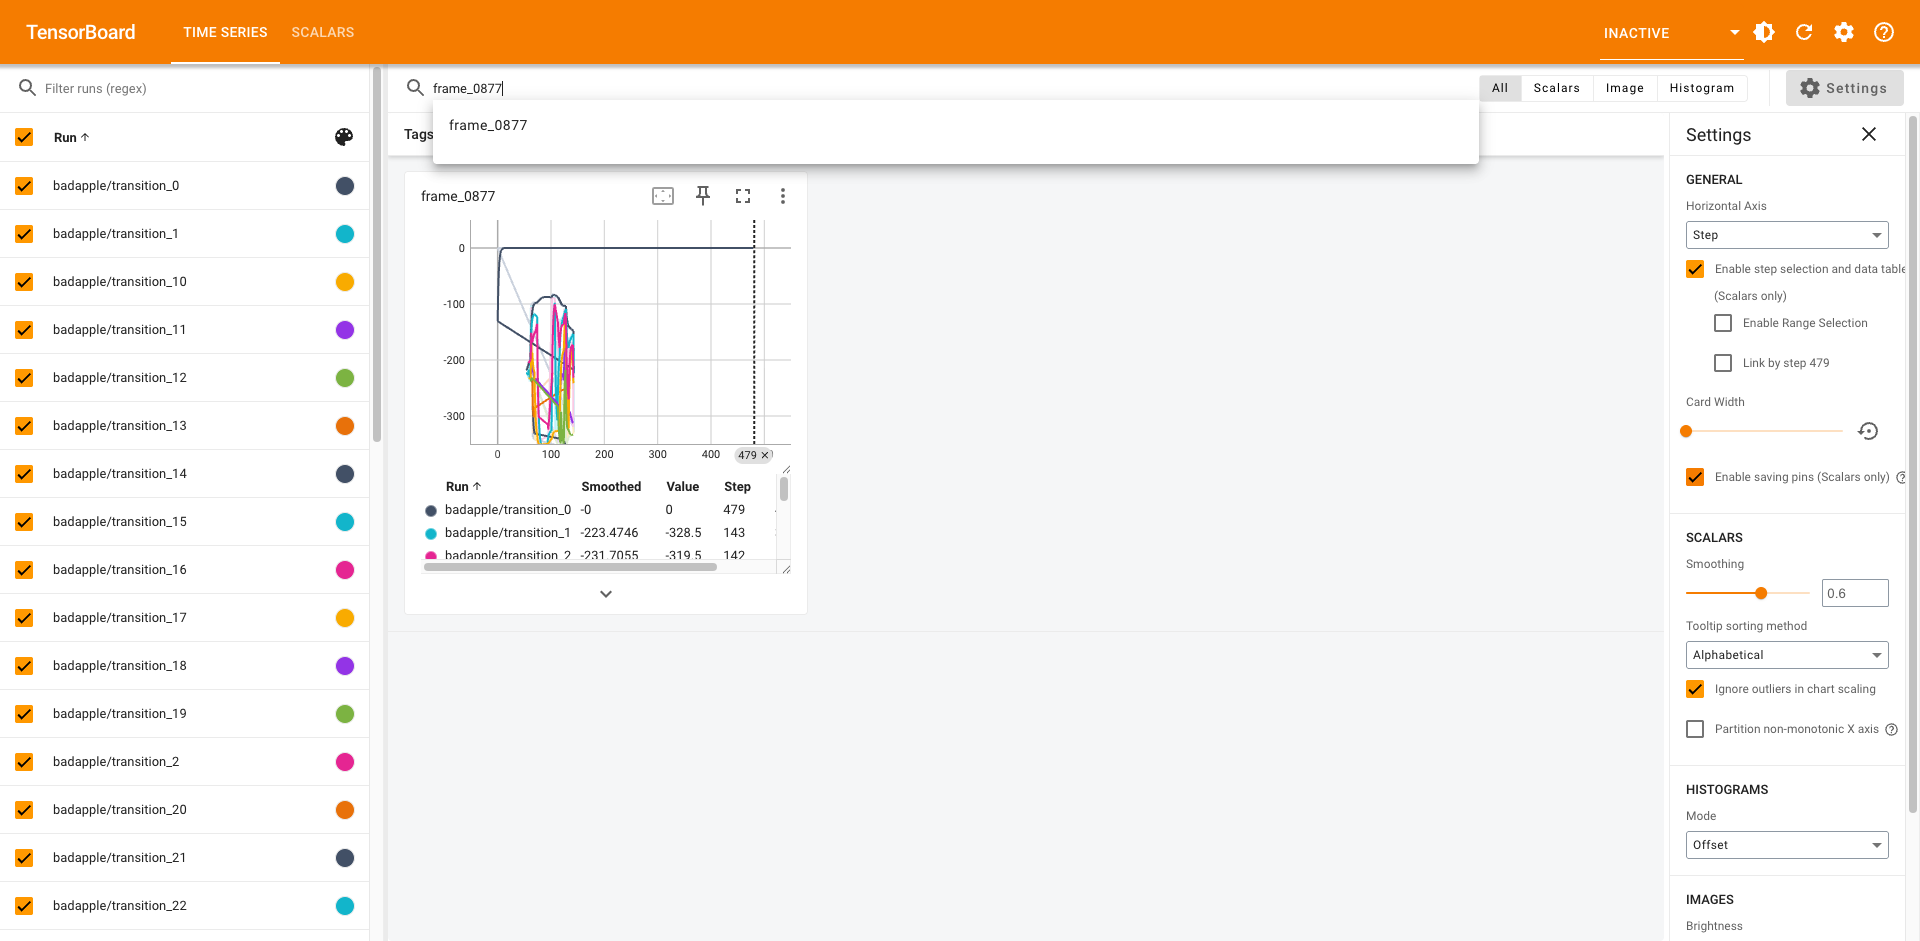 TensorBoard
TIME SERIES
SCALARS
INACTIVE
Filter runs (regex)
Run
badapple/transition_0
badapple/transition_1
badapple/transition_10
badapple/transition_11
badapple/transition_12
badapple/transition_13
badapple/transition_14
badapple/transition_15
badapple/transition_16
badapple/transition_17
badapple/transition_18
badapple/transition_19
badapple/transition_2
badapple/transition_20
badapple/transition_21
badapple/transition_22
frame_0877
All Scalars Image Histogram
Settings
frame_0877
Tags
frame_0877
0
-100
-200
-300
0 100 200 300 400 479
Run Smoothed Value Step
badapple/transition_0 -0 0 479
badapple/transition_1 -223.4746 -328.5 143
badapple/transition_2 -231.7055 -319.5 142
Settings
GENERAL
Horizontal Axis
Step
Enable step selection and data table
(Scalars only)
Enable Range Selection
Link by step 479
Card Width
Enable saving pins (Scalars only)
SCALARS
Smoothing
0.6
Tooltip sorting method
Alphabetical
Ignore outliers in chart scaling
Partition non-monotonic X axis
HISTOGRAMS
Mode
Offset
IMAGES
Brightness